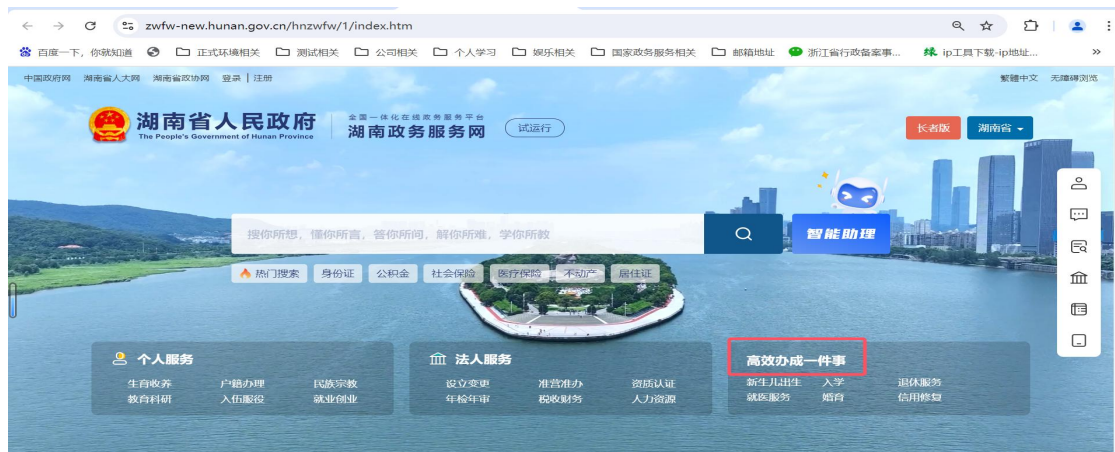 zwfw-new.hunan.gov.cn/hnzwfw/1/index.htm
百度一下，你就知道 正式环境相关 测试相关 公司相关 个人学习 娱乐相关 国家政务服务相关 邮箱地址 浙江省行政备案事... ip工具下载-ip地址... »
中国政府网 湖南省人大网 湖南省政协网 登录 | 注册 繁體中文 无障碍浏览
湖南省人民政府 全国一体化在线政务服务平台
The People's Government of Hunan Province 湖南政务服务网 试运行 长者版 湖南省
搜你所想，懂你所言，答你所问，解你所难，学你所教 智能助理
热门搜索 身份证 公积金 社会保险 医疗保险 不动产 居住证
个人服务 法人服务 高效办成一件事
生育收养 户籍办理 民族宗教 设立变更 准营准办 资质认证 新生儿出生 入学 退休服务
教育科研 入伍服役 就业创业 年检年审 税收财务 人力资源 就医服务 婚育 信用修复